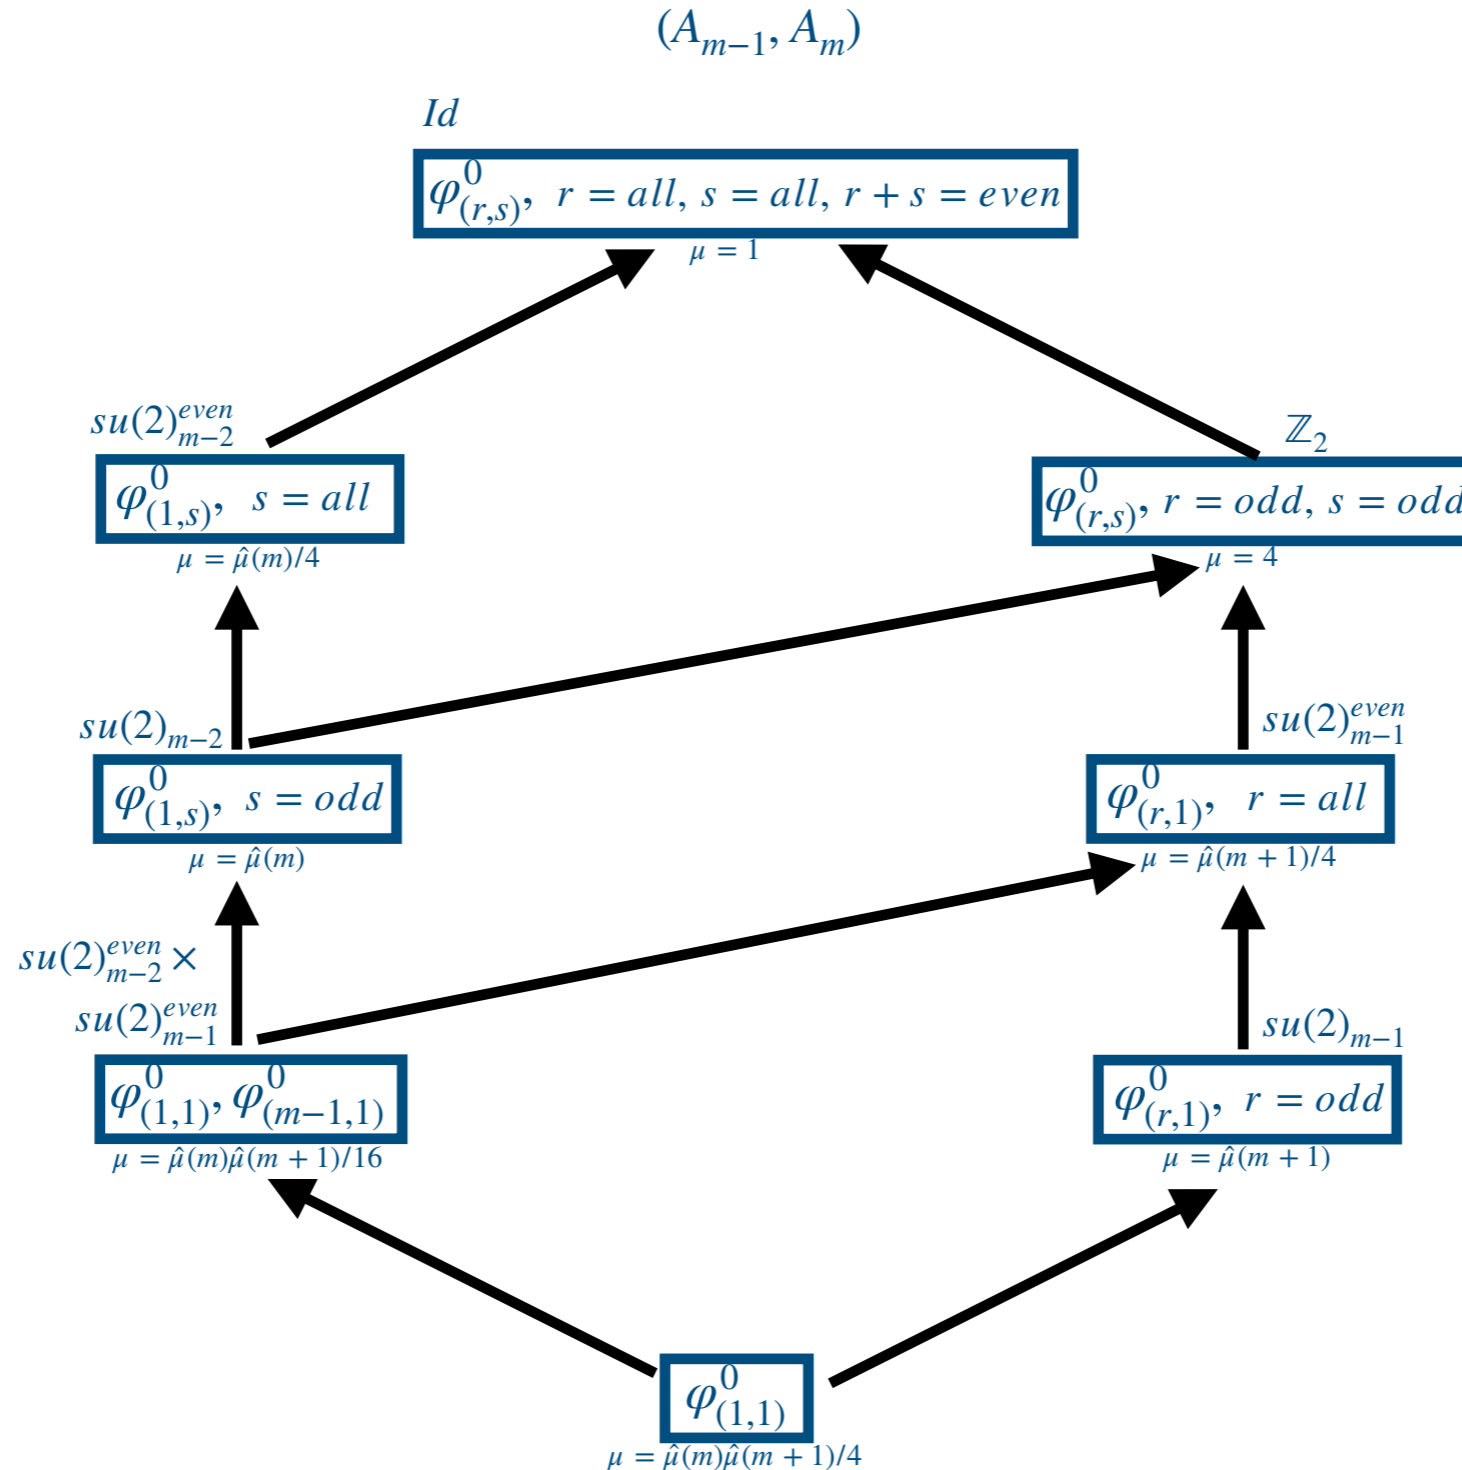 (A_{m−1}, A_m)
Id
φ^0_{(r,s)}, r = all, s = all, r + s = even
μ = 1
su(2)^{even}_{m−2}
φ^0_{(1,s)}, s = all
μ = μ̂(m)/4
ℤ_2
φ^0_{(r,s)}, r = odd, s = odd
μ = 4
su(2)_{m−2}
φ^0_{(1,s)}, s = odd
μ = μ̂(m)
su(2)^{even}_{m−1}
φ^0_{(r,1)}, r = all
μ = μ̂(m + 1)/4
su(2)^{even}_{m−2} ×
su(2)^{even}_{m−1}
φ^0_{(1,1)}, φ^0_{(m−1,1)}
μ = μ̂(m)μ̂(m + 1)/16
su(2)_{m−1}
φ^0_{(r,1)}, r = odd
μ = μ̂(m + 1)
φ^0_{(1,1)}
μ = μ̂(m)μ̂(m + 1)/4